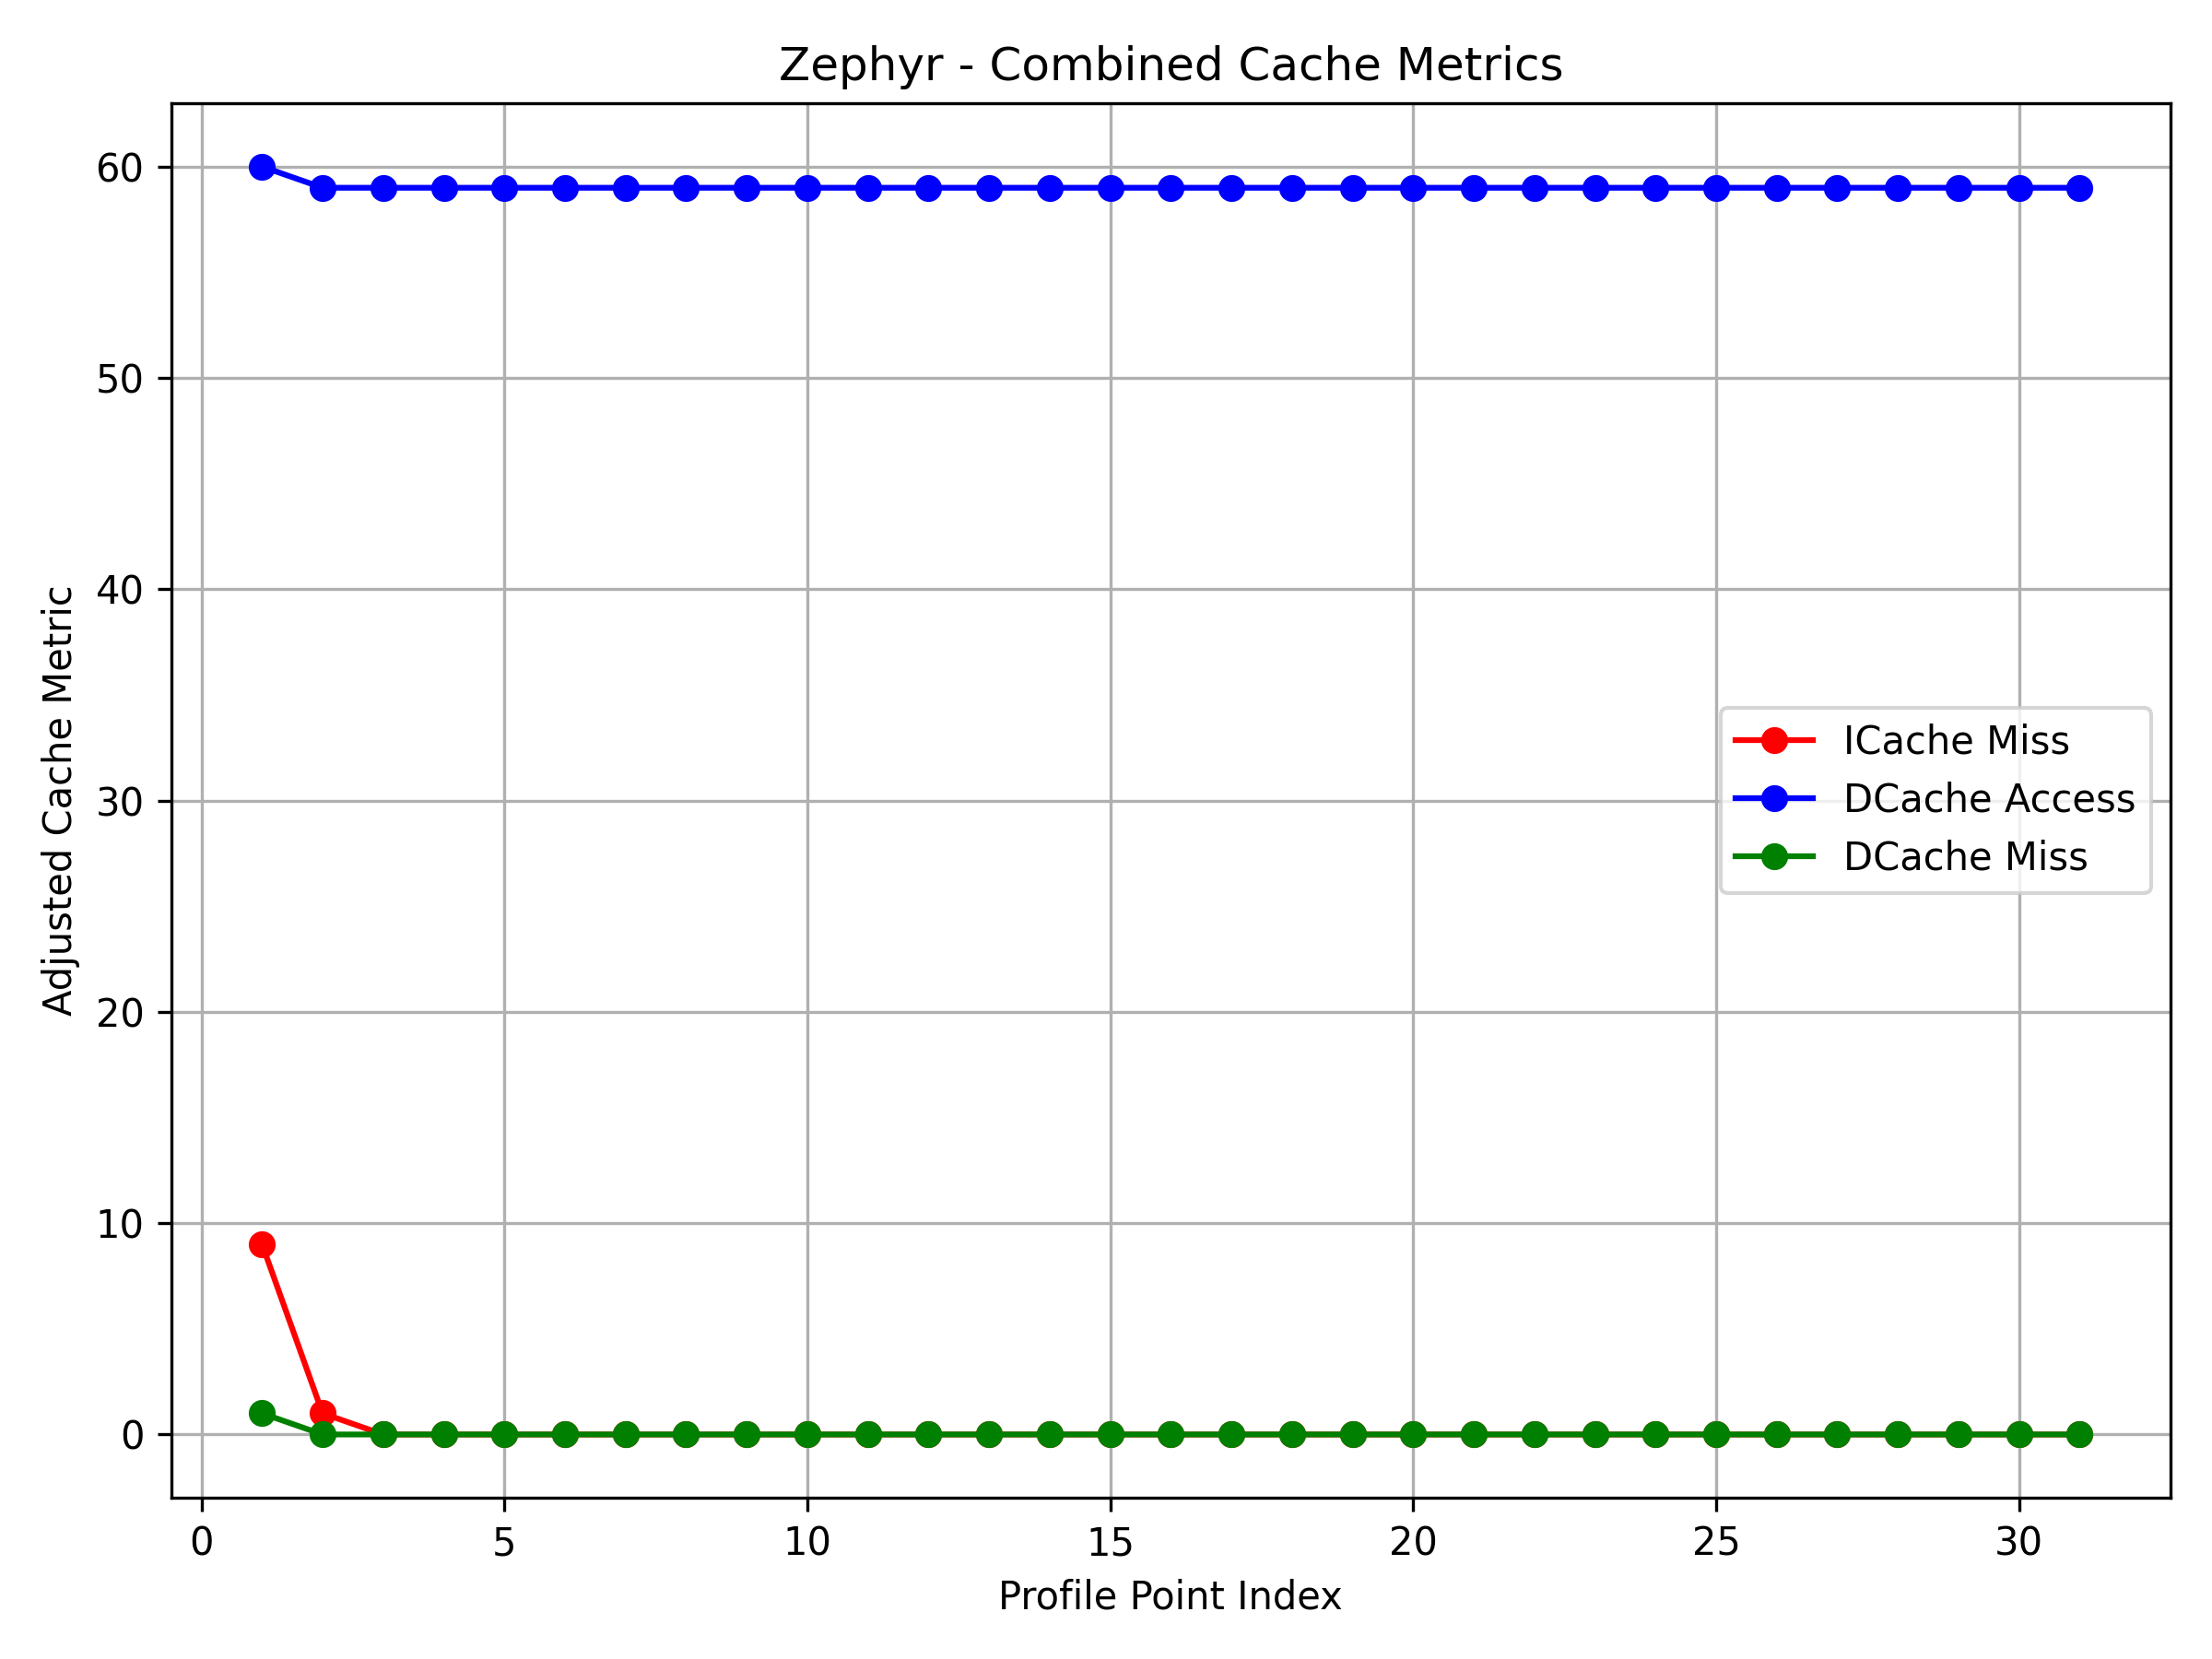 Zephyr - Combined Cache Metrics
Adjusted Cache Metric
60
50
40
30
20
10
0
ICache Miss
DCache Access
DCache Miss
0 5 10 15 20 25 30
Profile Point Index